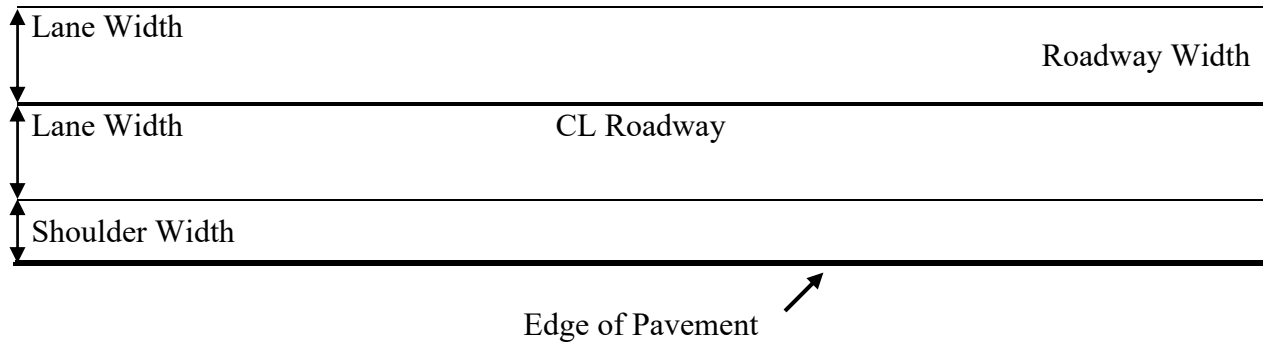 Lane Width
Roadway Width
Lane Width
CL Roadway
Shoulder Width
Edge of Pavement